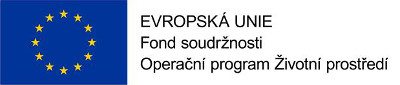 EVROPSKÁ UNIE
Fond soudržnosti
Operační program Životní prostředí